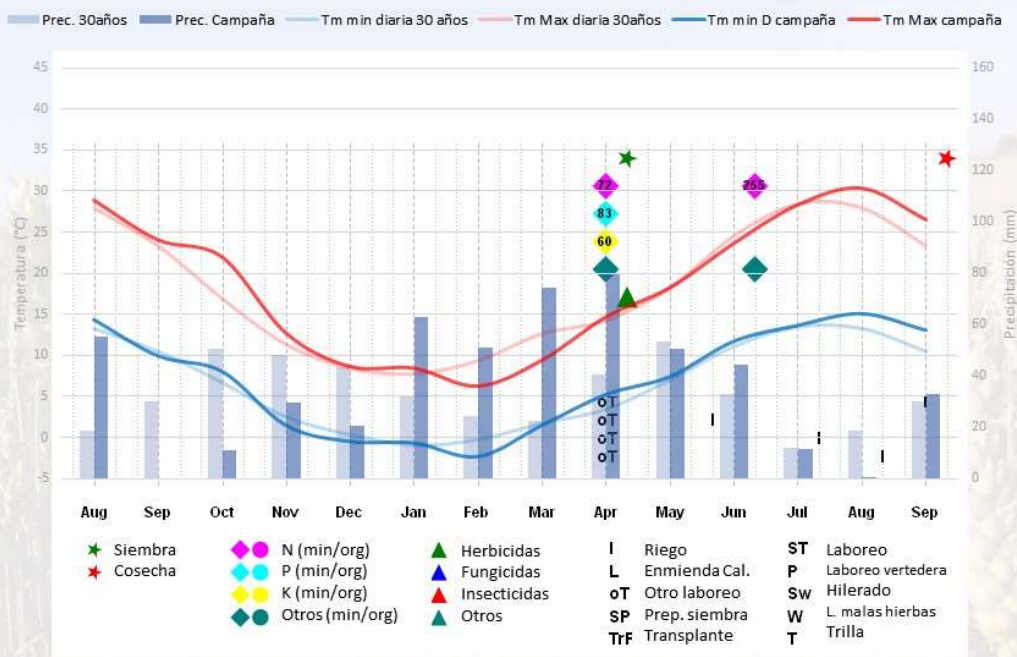 Prec. 30años Prec. Campaña Tm min diaria 30 años Tm Max diaria 30años Tm min D campaña Tm Max campaña
45 160
40 140
35 120
30 100
25 80
20 60
15 40
10 20
5 0
0
-5
Temperatura (°C)
Precipitación (mm)
72 255
83
60
oT
oT I
oT I
oT I
I
Aug Sep Oct Nov Dec Jan Feb Mar Apr May Jun Jul Aug Sep
Siembra N (min/org) Herbicidas I Riego ST Laboreo
Cosecha P (min/org) Fungicidas L Enmienda Cal. P Laboreo vertedera
K (min/org) Insecticidas oT Otro laboreo Sw Hilerado
Otros (min/org) Otros SP Prep. siembra W L. malas hierbas
TrF Transplante T Trilla